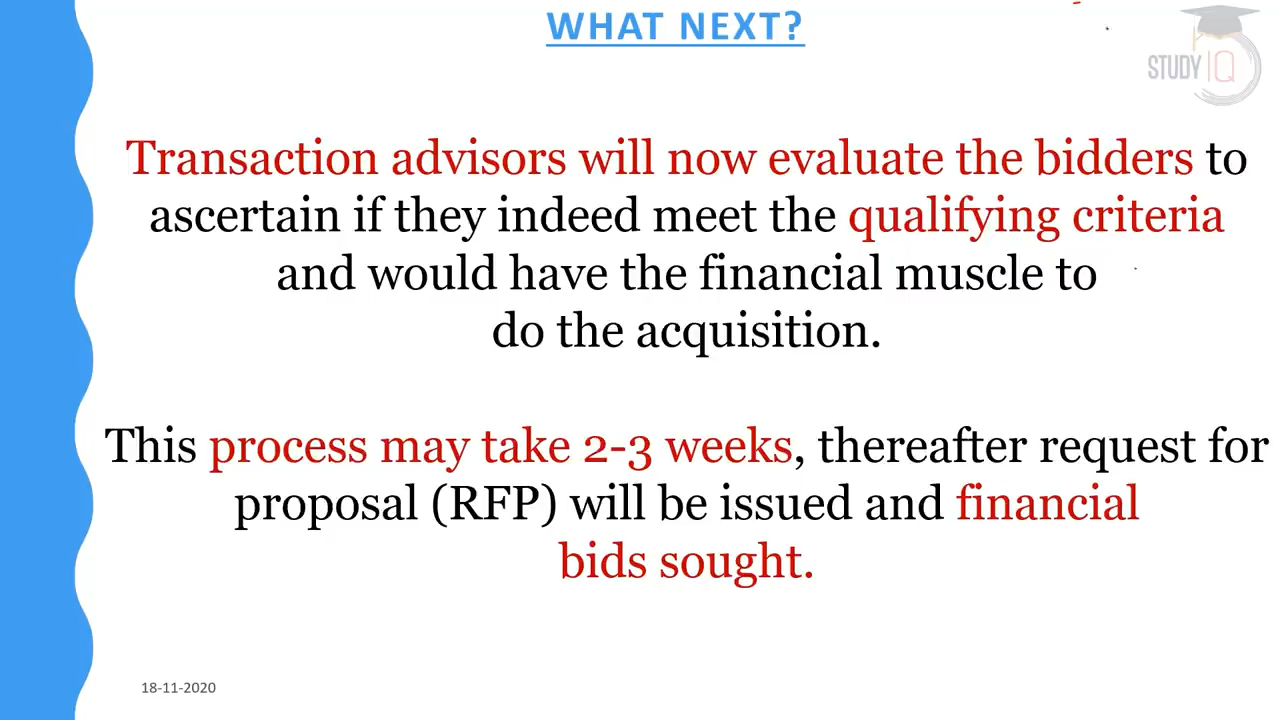 WHAT NEXT?
STUDY IQ
Transaction advisors will now evaluate the bidders to
ascertain if they indeed meet the qualifying criteria
and would have the financial muscle to
do the acquisition.
This process may take 2-3 weeks, thereafter request for
proposal (RFP) will be issued and financial
bids sought.
18-11-2020